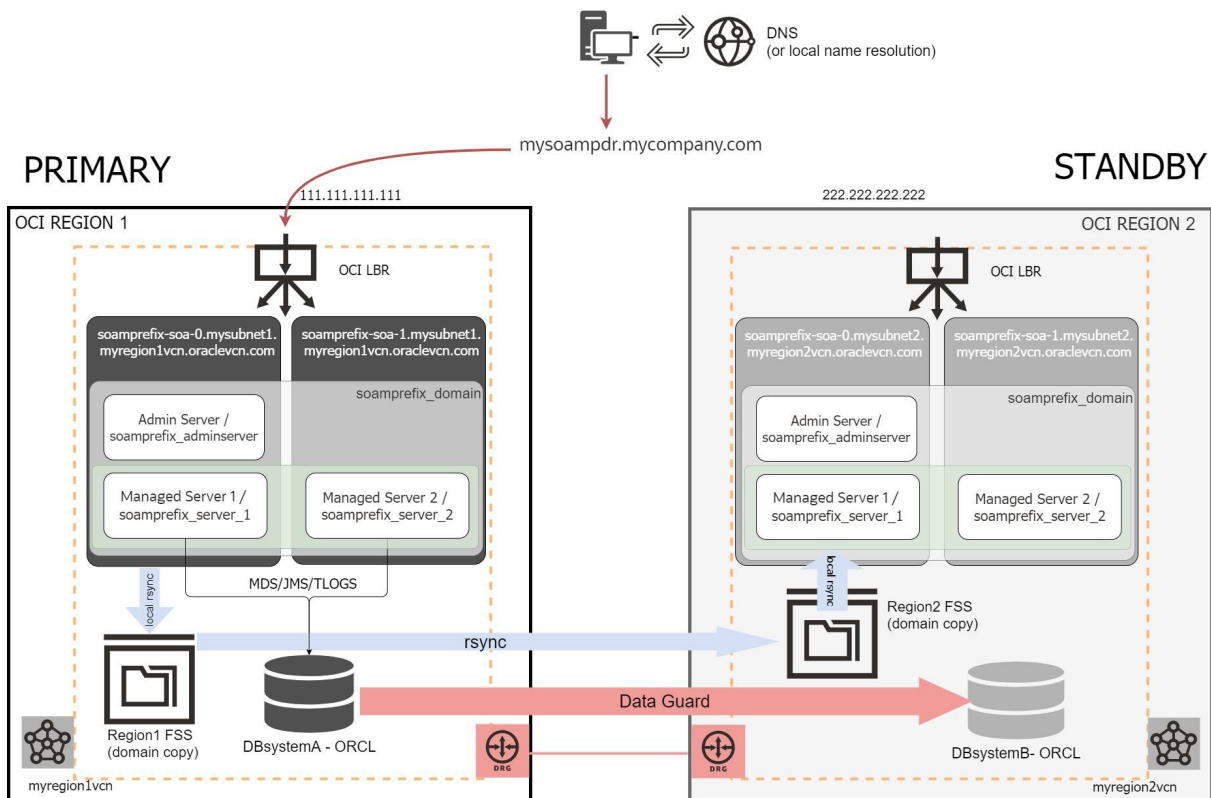 DNS
(or local name resolution)
mysoampdr.mycompany.com
PRIMARY
STANDBY
111.111.111.111
222.222.222.222
OCI REGION 1
OCI LBR
soamprefix-soa-0.mysubnet1.
myregion1vcn.oraclevcn.com
soamprefix-soa-1.mysubnet1.
myregion1vcn.oraclevcn.com
soamprefix_domain
Admin Server /
soamprefix_adminserver
Managed Server 1 /
soamprefix_server_1
Managed Server 2 /
soamprefix_server_2
local rsync
MDS/JMS/TLOGS
Region1 FSS
(domain copy)
DBsystemA - ORCL
myregion1vcn
DRG
rsync
Data Guard
OCI REGION 2
OCI LBR
soamprefix-soa-0.mysubnet2.
myregion2vcn.oraclevcn.com
soamprefix-soa-1.mysubnet2.
myregion2vcn.oraclevcn.com
soamprefix_domain
Admin Server /
soamprefix_adminserver
Managed Server 1 /
soamprefix_server_1
Managed Server 2 /
soamprefix_server_2
local rsync
Region2 FSS
(domain copy)
DBsystemB- ORCL
DRG
myregion2vcn